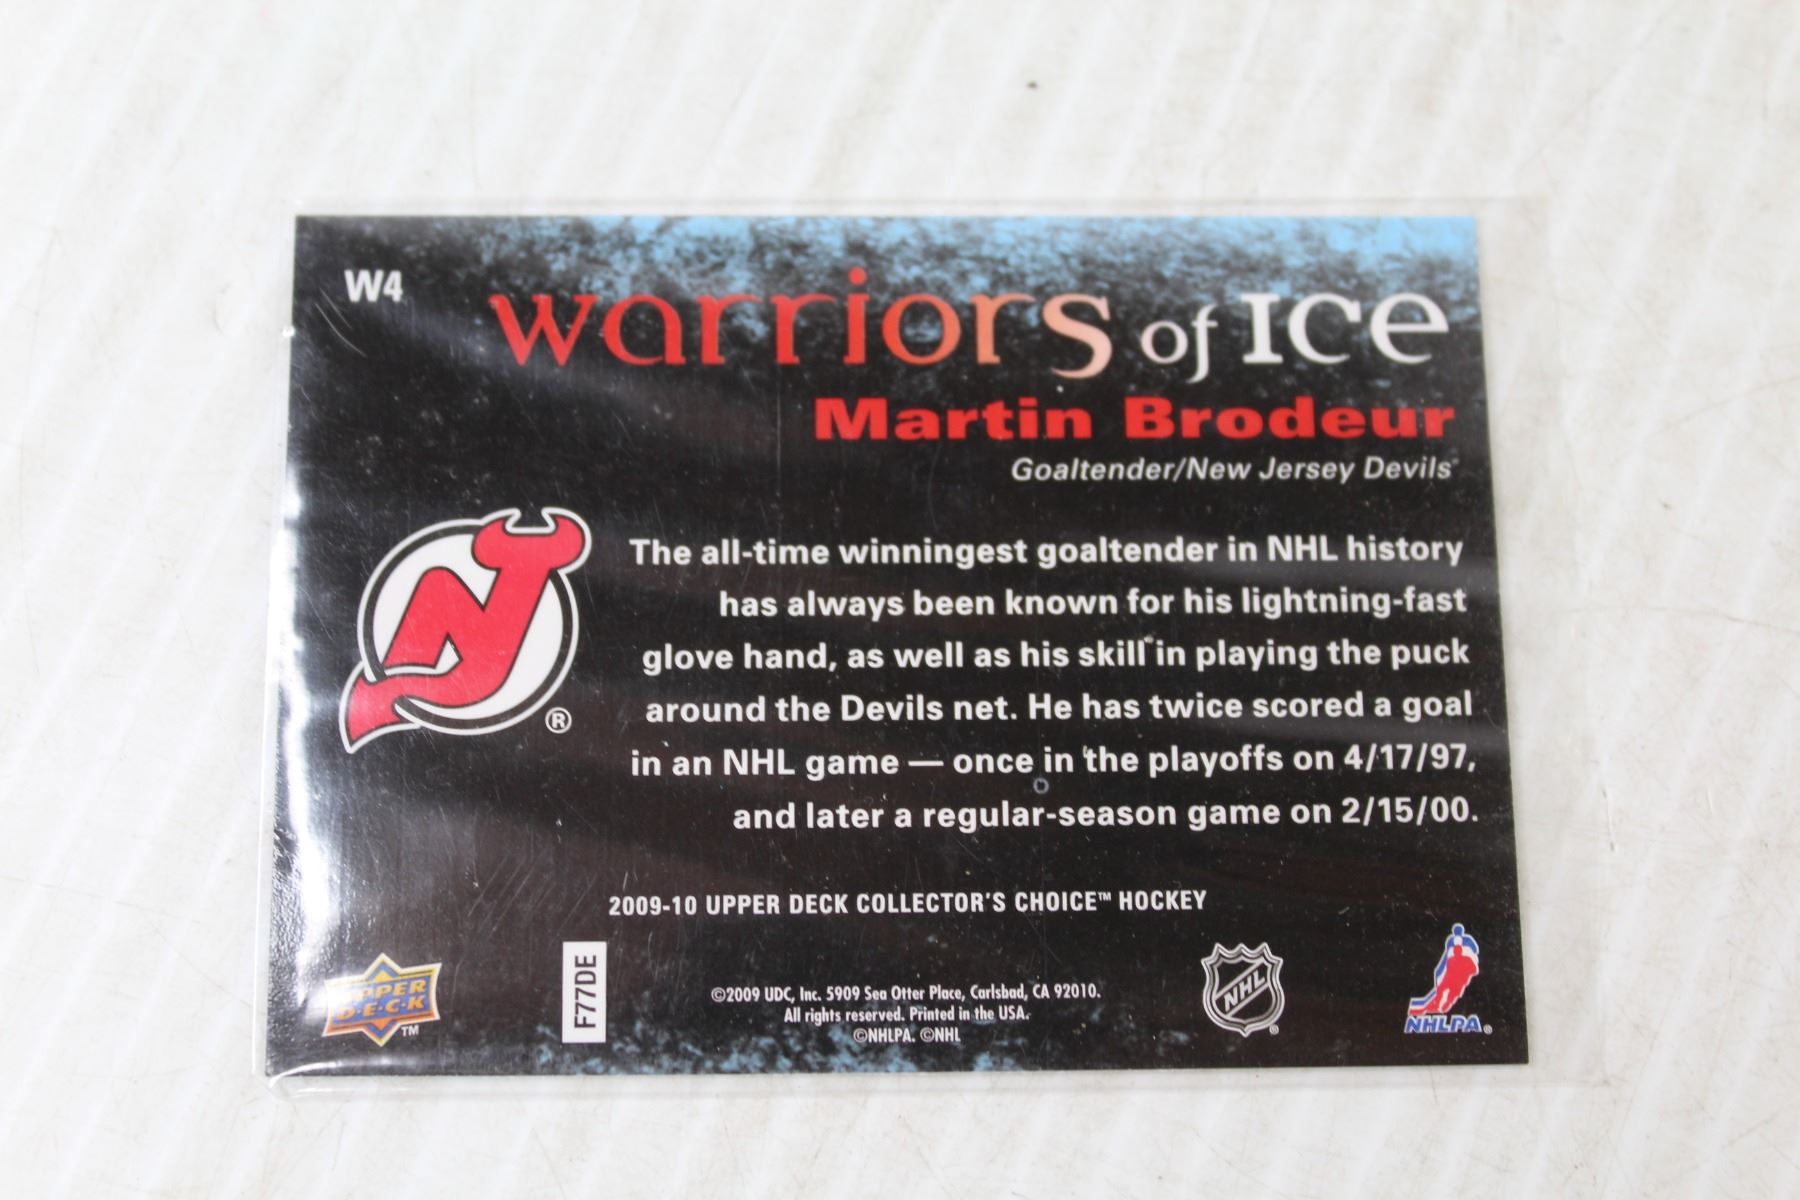 W4
warriors of ICE
Martin Brodeur
Goaltender/New Jersey Devils
The all-time winningest goaltender in NHL history
has always been known for his lightning-fast
glove hand, as well as his skill in playing the puck
around the Devils net. He has twice scored a goal
in an NHL game — once in the playoffs on 4/17/97,
and later a regular-season game on 2/15/00.
®
2009-10 UPPER DECK COLLECTOR'S CHOICE™ HOCKEY
UPPER
D·E·C·K
TM
F77DE
©2009 UDC, Inc. 5909 Sea Otter Place, Carlsbad, CA 92010.
All rights reserved. Printed in the USA.
©NHLPA. ©NHL
NHL
®
NHLPA®